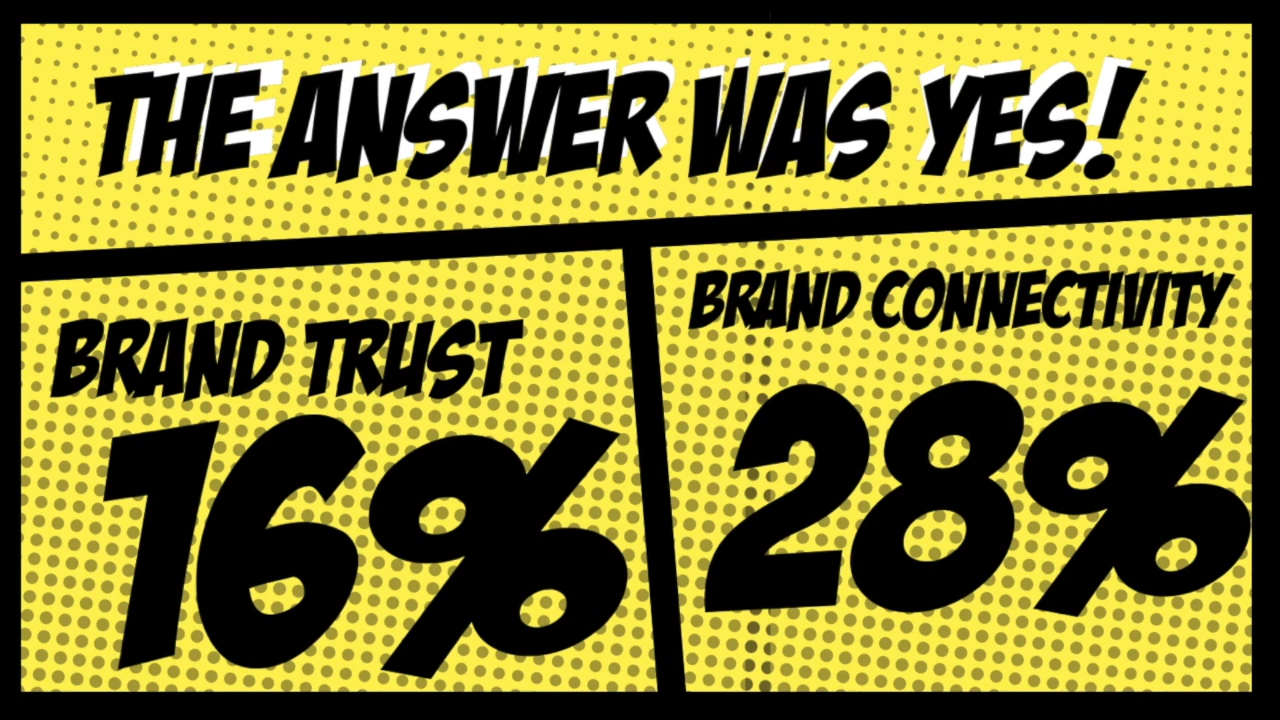 THE ANSWER WAS YES!
BRAND TRUST
16%
BRAND CONNECTIVITY
28%